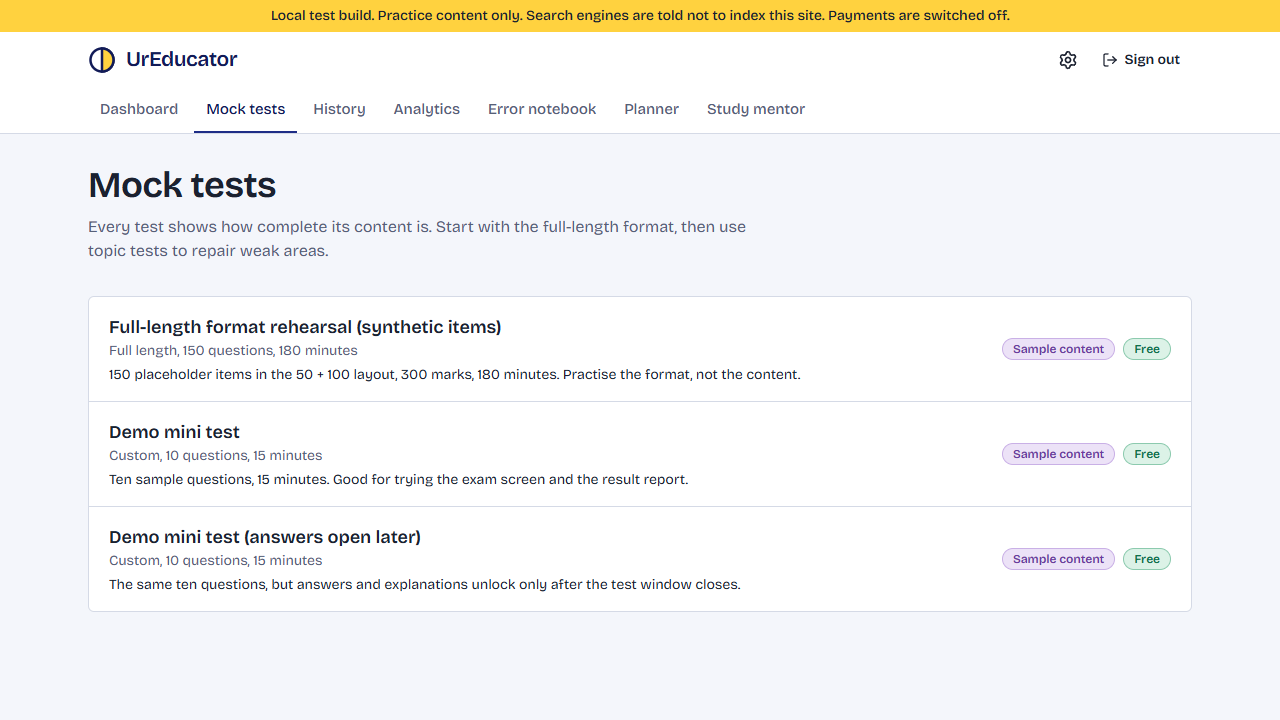 Local test build. Practice content only. Search engines are told not to index this site. Payments are switched off.
UrEducator
Sign out
Dashboard
Mock tests
History
Analytics
Error notebook
Planner
Study mentor
Mock tests
Every test shows how complete its content is. Start with the full-length format, then use
topic tests to repair weak areas.
Full-length format rehearsal (synthetic items)
Full length, 150 questions, 180 minutes
150 placeholder items in the 50 + 100 layout, 300 marks, 180 minutes. Practise the format, not the content.
Sample content
Free
Demo mini test
Custom, 10 questions, 15 minutes
Ten sample questions, 15 minutes. Good for trying the exam screen and the result report.
Sample content
Free
Demo mini test (answers open later)
Custom, 10 questions, 15 minutes
The same ten questions, but answers and explanations unlock only after the test window closes.
Sample content
Free